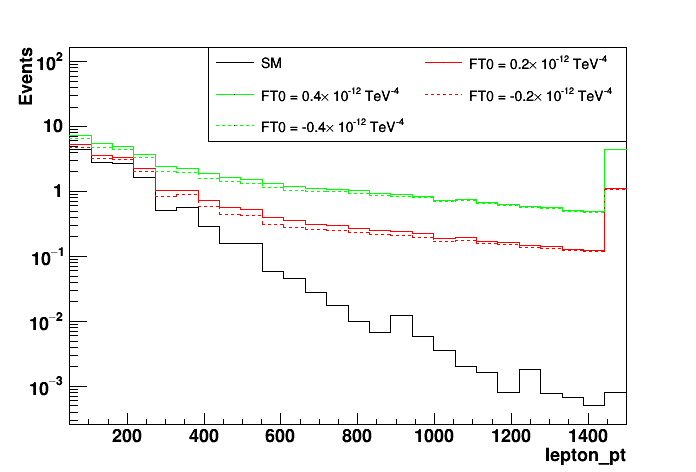 Events
10²
10
1
10⁻¹
10⁻²
10⁻³
SM
FT0 = 0.2× 10⁻¹² TeV⁻⁴
FT0 = 0.4× 10⁻¹² TeV⁻⁴
FT0 = -0.2× 10⁻¹² TeV⁻⁴
FT0 = -0.4× 10⁻¹² TeV⁻⁴
200 400 600 800 1000 1200 1400
lepton_pt